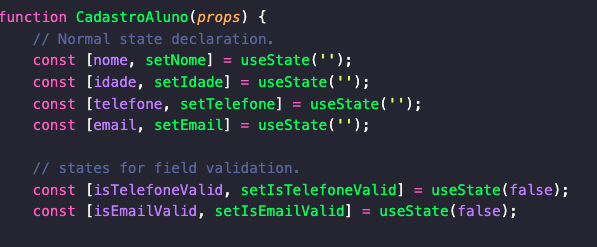 function CadastroAluno(props) {
// Normal state declaration.
const [nome, setNome] = useState('');
const [idade, setIdade] = useState('');
const [telefone, setTelefone] = useState('');
const [email, setEmail] = useState('');
// states for field validation.
const [isTelefoneValid, setIsTelefoneValid] = useState(false);
const [isEmailValid, setIsEmailValid] = useState(false);